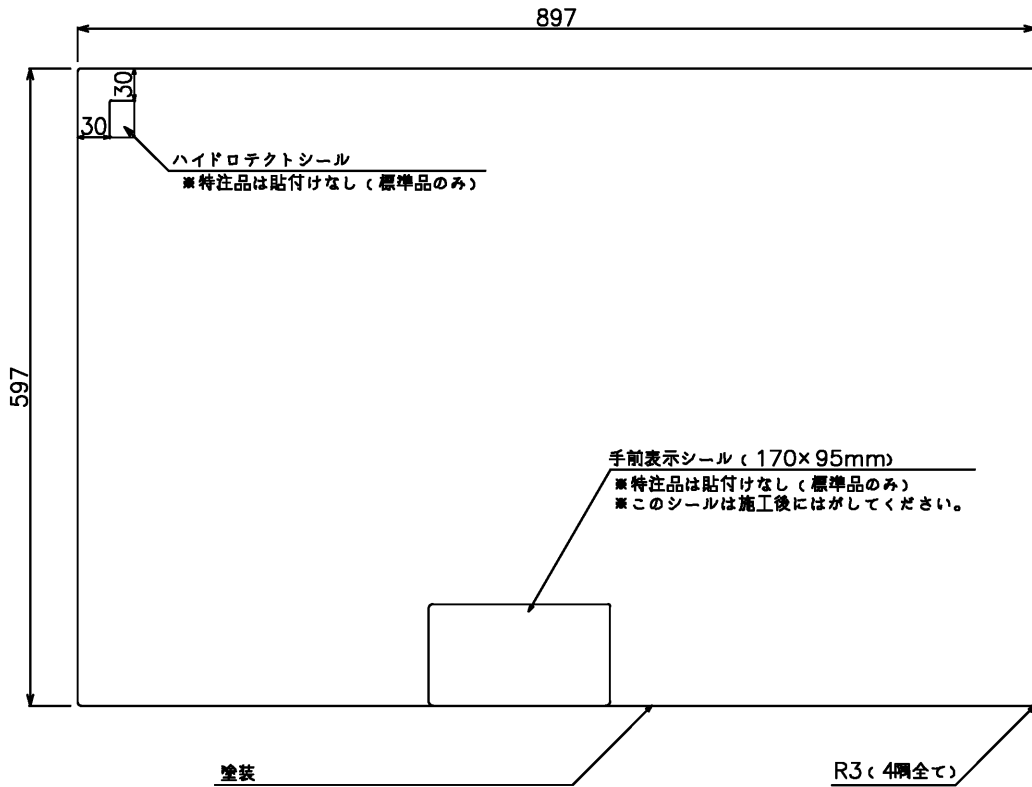 897
30
30
ハイドロテクトシール
※特注品は貼付けなし(標準品のみ)
597
手前表示シール(170×95mm)
※特注品は貼付けなし(標準品のみ)
※このシールは施工後にはがしてください。
塗装
R3(4隅全て)